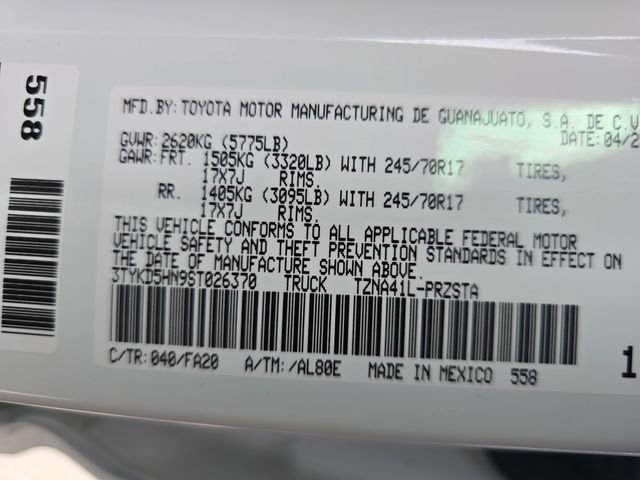 558
MFD.BY:TOYOTA MOTOR MANUFACTURING DE GUANAJUATO, S.A. DE C.V
GVWR:2620KG (5775LB) DATE:04/2
GAWR:FRT. 1505KG (3320LB) WITH 245/70R17 TIRES,
17X7J RIMS.
RR. 1405KG (3095LB) WITH 245/70R17 TIRES,
17X7J RIMS.
THIS VEHICLE CONFORMS TO ALL APPLICABLE FEDERAL MOTOR
VEHICLE SAFETY AND THEFT PREVENTION STANDARDS IN EFFECT ON
THE DATE OF MANUFACTURE SHOWN ABOVE.
3TYKD5HN9ST026370 TRUCK TZNA41L-PRZSTA
C/TR:040/FA20 A/TM:/AL80E MADE IN MEXICO 558
1